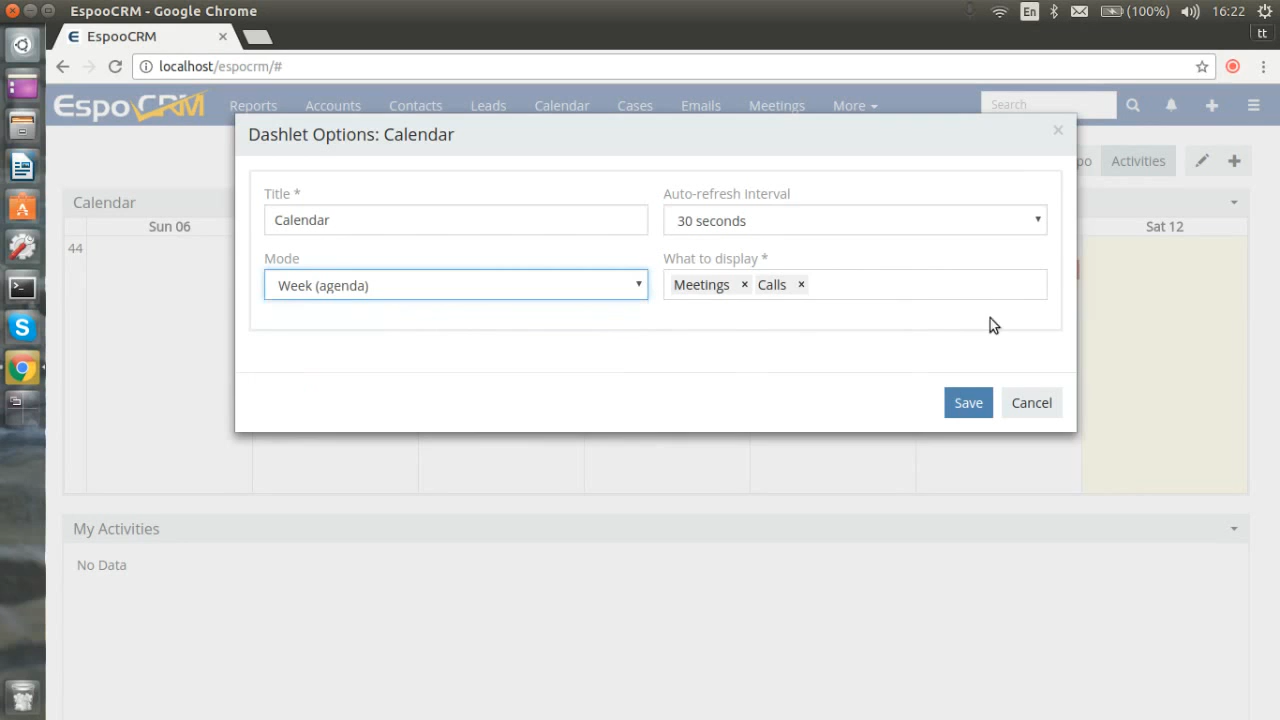 EspooCRM - Google Chrome
En
(100%)
16:22
EspooCRM
tt
localhost/espocrm/#
EspoCRM
Reports
Accounts
Contacts
Leads
Calendar
Cases
Emails
Meetings
More
Search
Dashlet Options: Calendar
×
po
Activities
Title *
Calendar
Auto-refresh Interval
30 seconds
Mode
Week (agenda)
What to display *
Meetings ×
Calls ×
Save
Cancel
Calendar
Sun 06
Sat 12
44
My Activities
No Data